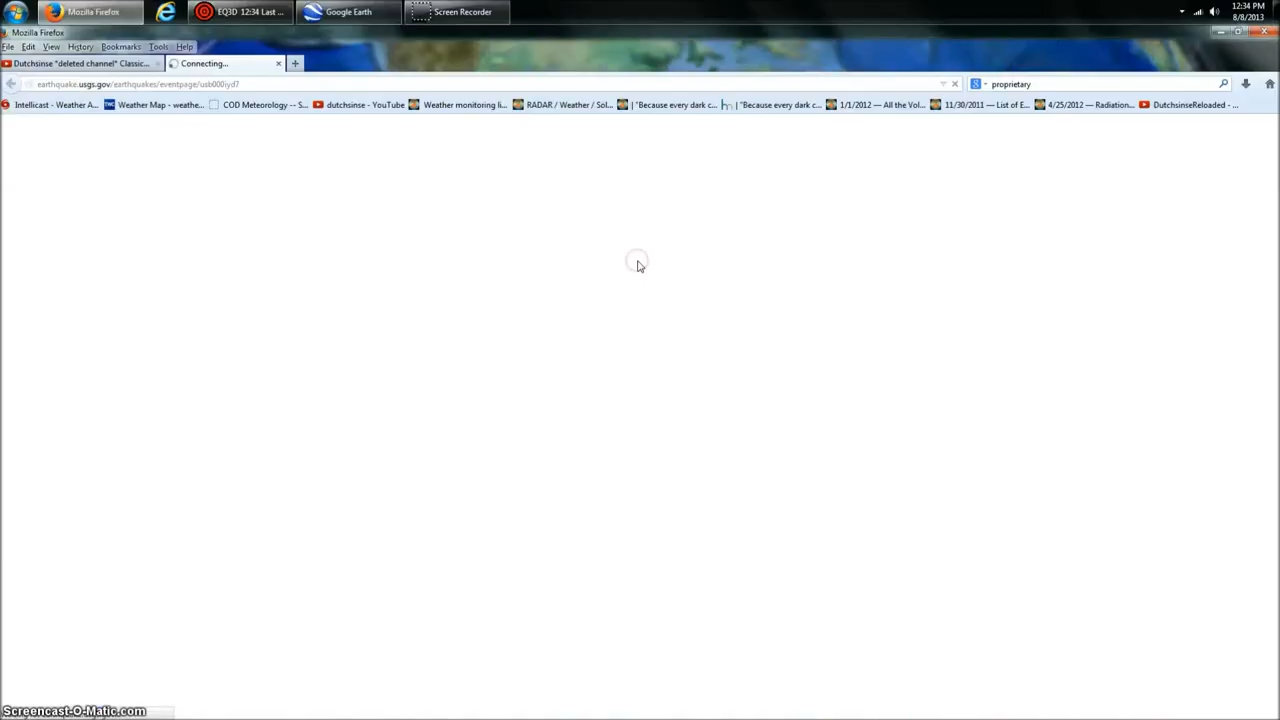 Mozilla Firefox
EQ3D 12:34 Last ...
Google Earth
Screen Recorder
12:34 PM
8/8/2013
Mozilla Firefox
File Edit View History Bookmarks Tools Help
Dutchsinse "deleted channel" Classic...
Connecting...
earthquake.usgs.gov/earthquakes/eventpage/usb000iyd7
proprietary
Intellicast - Weather A...
Weather Map - weathe...
COD Meteorology -- S...
dutchsinse - YouTube
Weather monitoring li...
RADAR / Weather / Sol...
| "Because every dark c...
| "Because every dark c...
1/1/2012 — All the Vol...
11/30/2011 — List of E...
4/25/2012 — Radiation...
DutchsinseReloaded - ...
Screencast-O-Matic.com